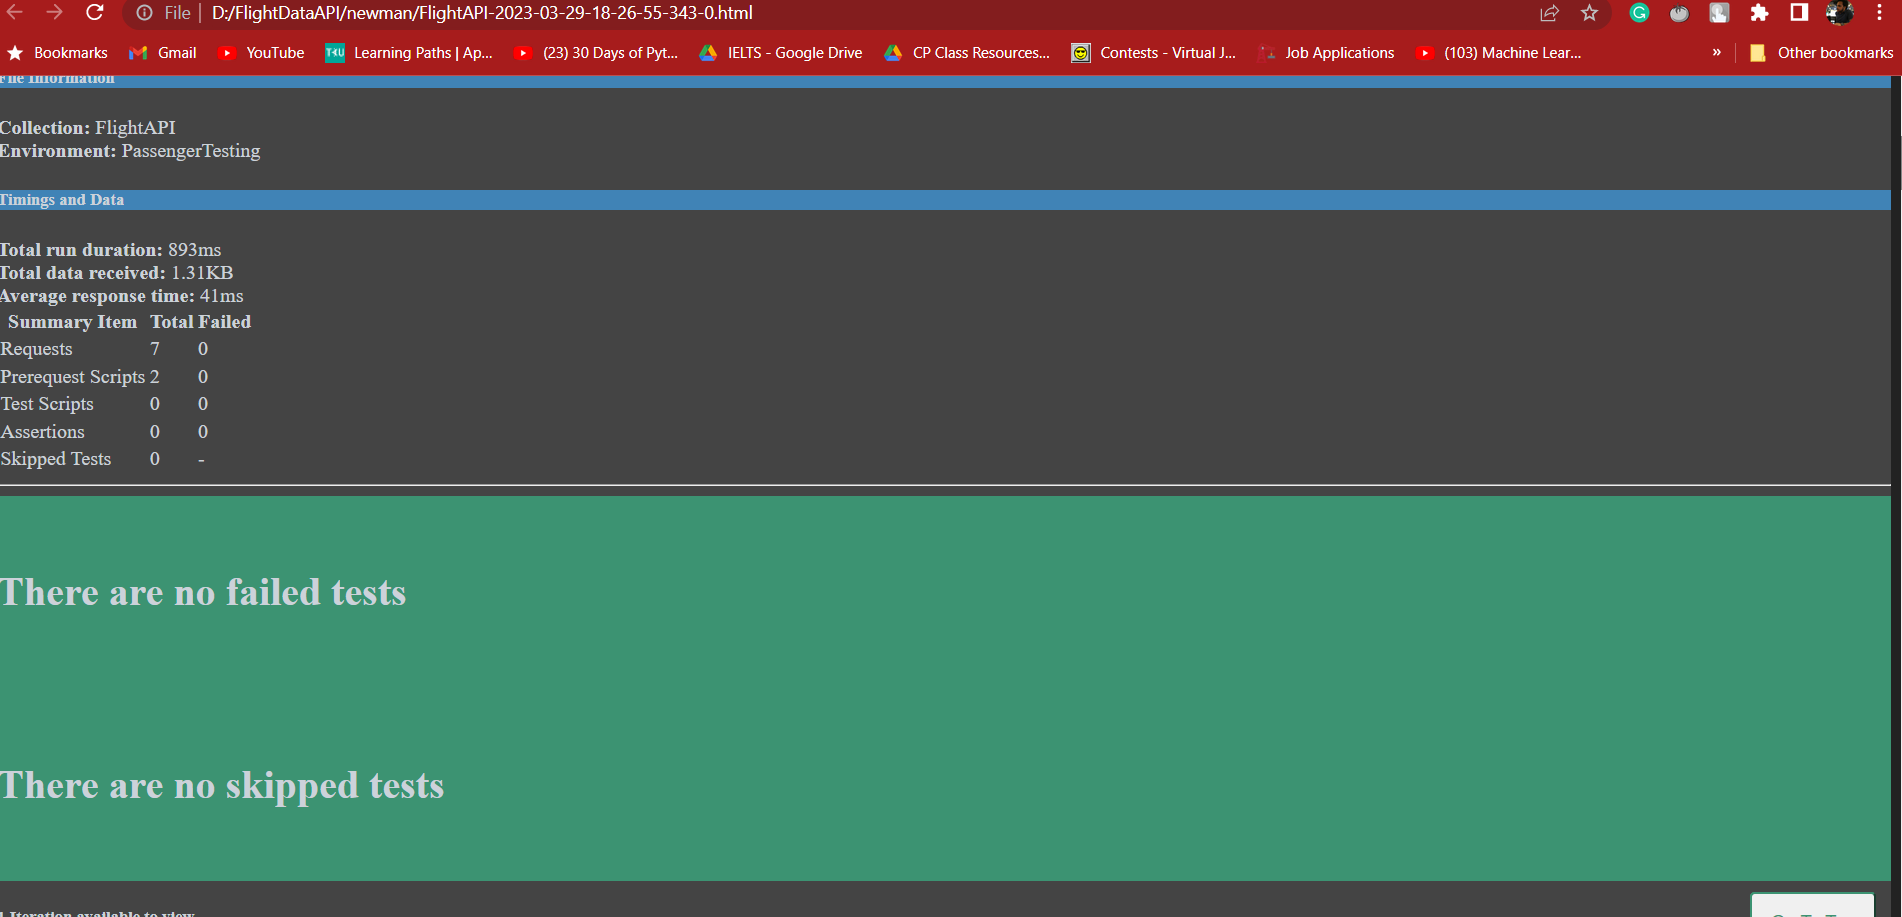 File | D:/FlightDataAPI/newman/FlightAPI-2023-03-29-18-26-55-343-0.html
Bookmarks Gmail YouTube Learning Paths | Ap... (23) 30 Days of Pyt... IELTS - Google Drive CP Class Resources... Contests - Virtual J... Job Applications (103) Machine Lear... » Other bookmarks
File Information
Collection: FlightAPI
Environment: PassengerTesting
Timings and Data
Total run duration: 893ms
Total data received: 1.31KB
Average response time: 41ms
Summary Item Total Failed
Requests 7 0
Prerequest Scripts 2 0
Test Scripts 0 0
Assertions 0 0
Skipped Tests 0 -
There are no failed tests
There are no skipped tests
1 Iteration available to view